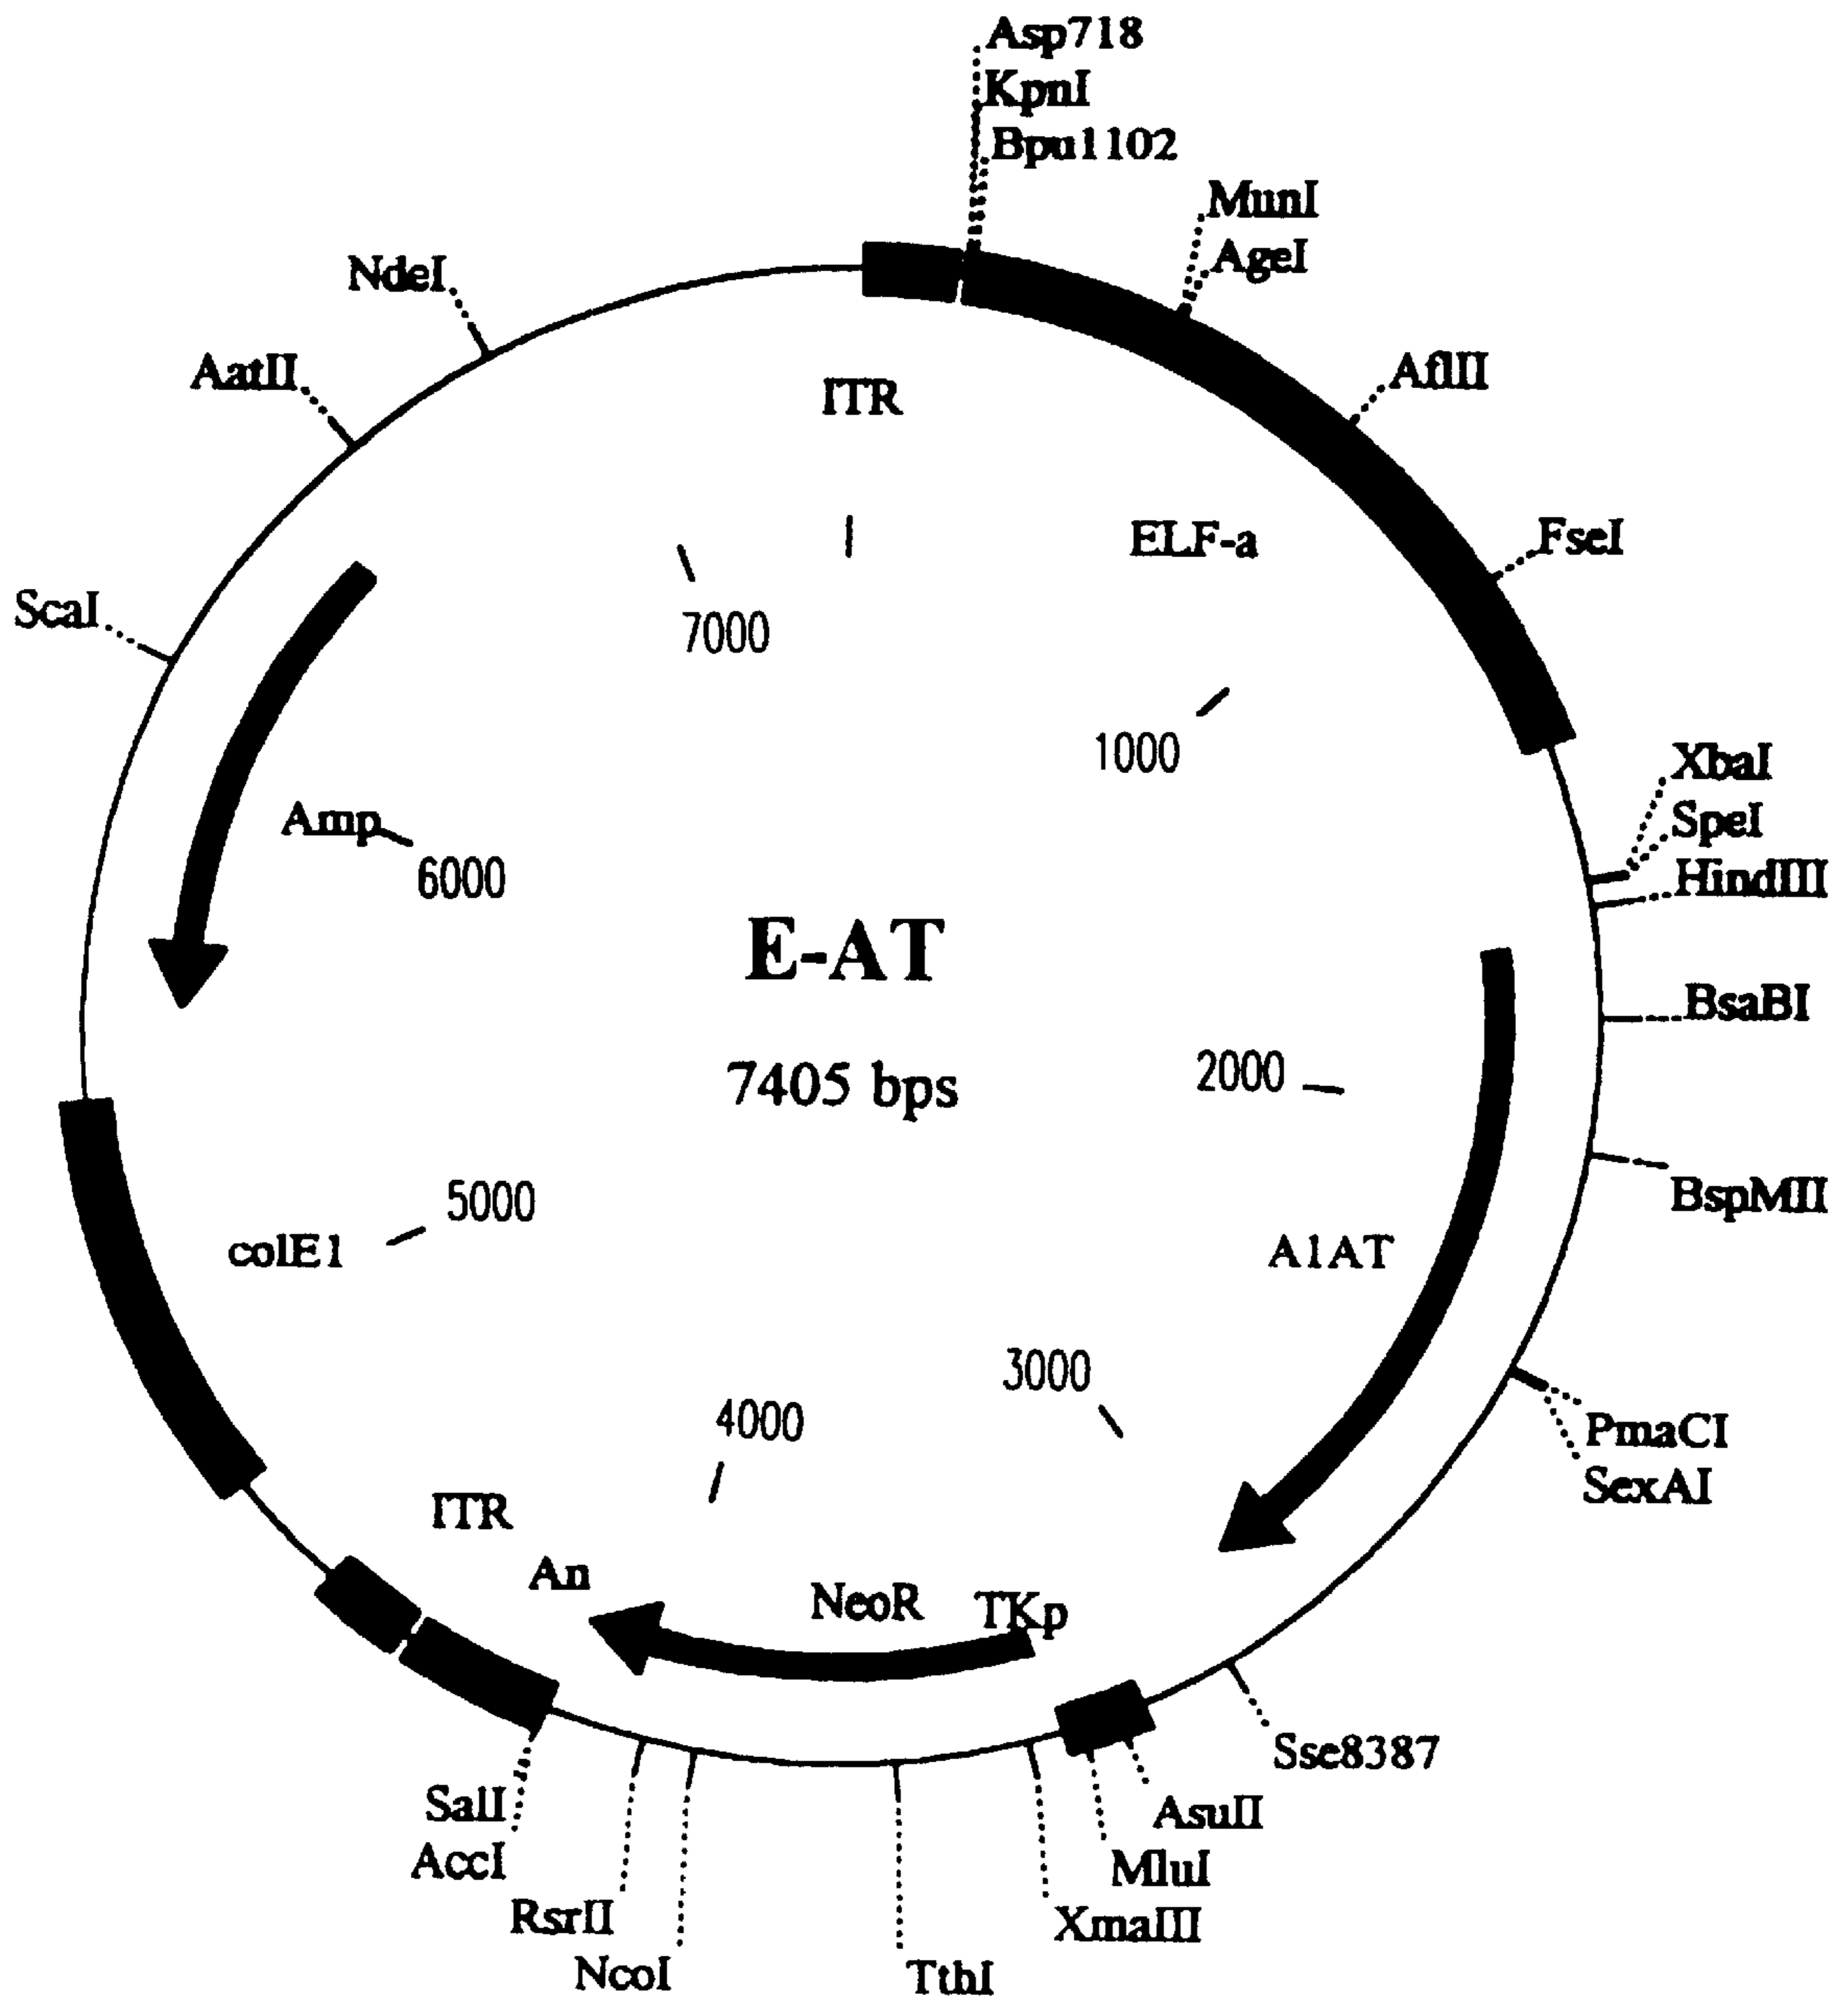 Asp718
KpnI
Bpu1102
MunI
AgeI
NdeI
AatII
ITR
AflII
ELF-a
FseI
ScaI
7000
1000
XbaI
SpeI
HindIII
Amp
6000
E-AT
BsaBI
2000
7405 bps
BspMII
5000
colE1
A1AT
3000
4000
PmaCI
SexAI
ITR
An
NeoR
TKp
Sse8387
SalI
AccI
AsuII
MluI
RsrII
XmaIII
NcoI
TthI